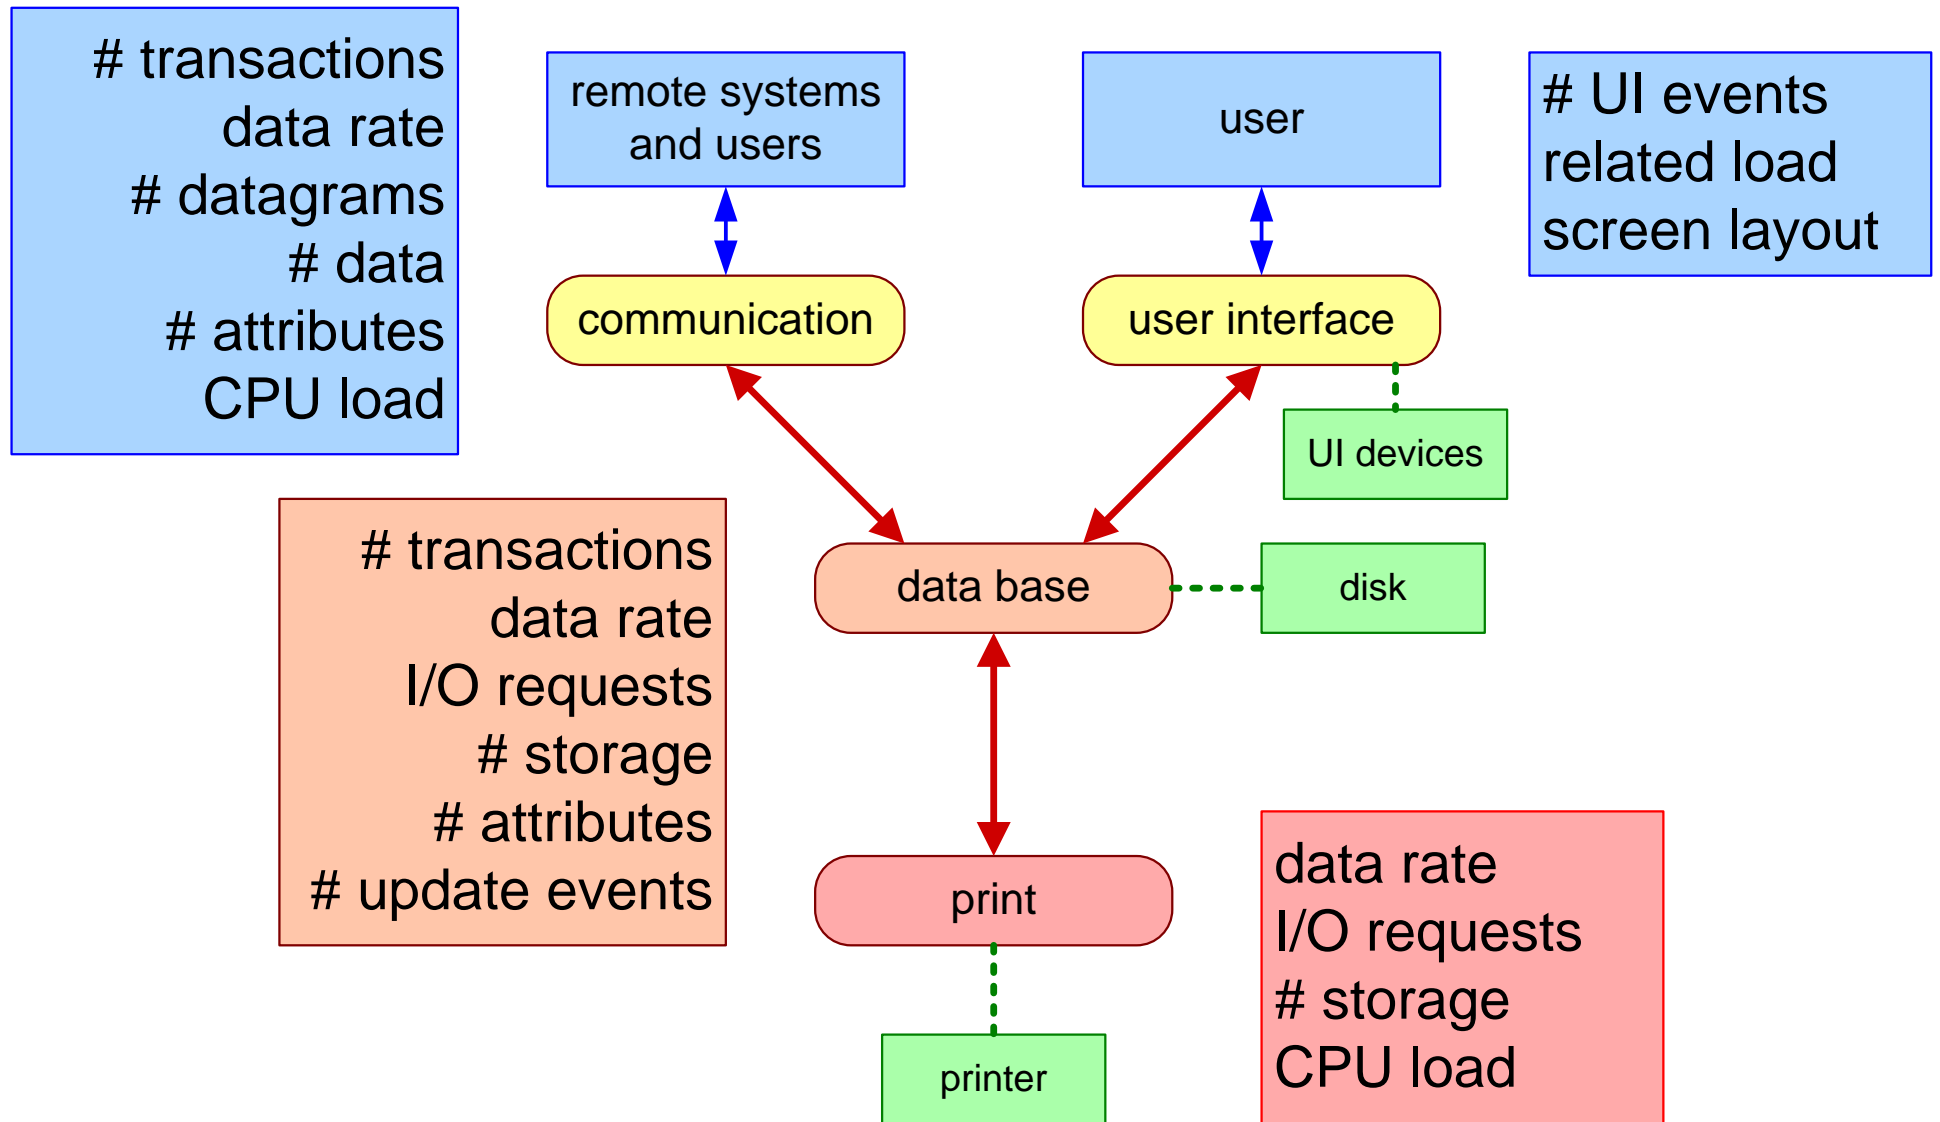 # transactions
data rate
# datagrams
# data
# attributes
CPU load
remote systems
and users
user
# UI events
related load
screen layout
communication
user interface
UI devices
# transactions
data rate
I/O requests
# storage
# attributes
# update events
data base
disk
print
data rate
I/O requests
# storage
CPU load
printer